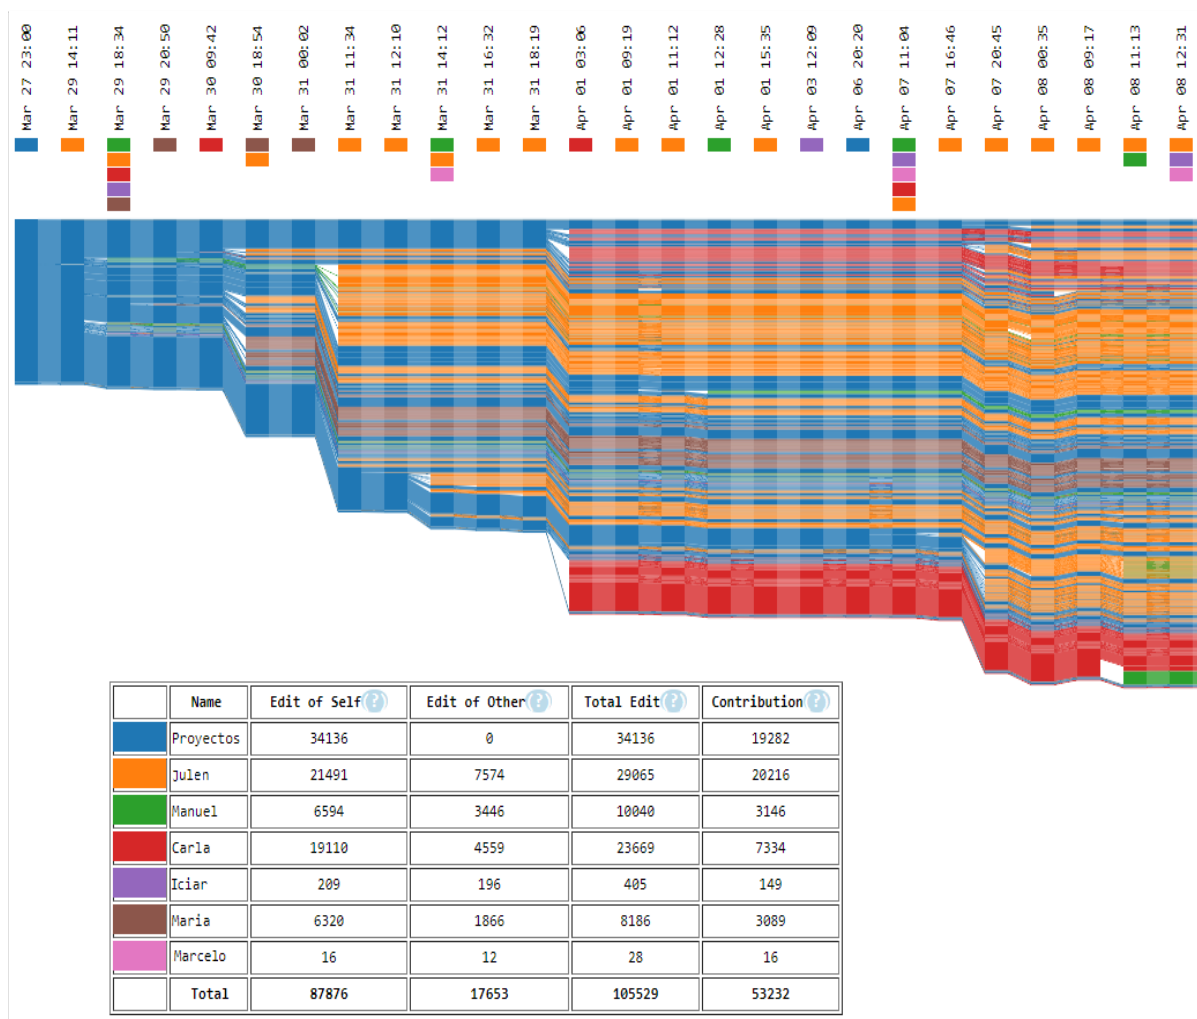 Mar 27 23:00
Mar 29 14:11
Mar 29 18:34
Mar 29 20:50
Mar 30 09:42
Mar 30 18:54
Mar 31 00:02
Mar 31 11:34
Mar 31 12:10
Mar 31 14:12
Mar 31 16:32
Mar 31 18:19
Apr 01 03:06
Apr 01 09:19
Apr 01 11:12
Apr 01 12:28
Apr 01 15:35
Apr 03 12:09
Apr 06 20:20
Apr 07 11:04
Apr 07 16:46
Apr 07 20:45
Apr 08 00:35
Apr 08 09:17
Apr 08 11:13
Apr 08 12:31
Name Edit of Self ? Edit of Other ? Total Edit ? Contribution ?
Proyectos 34136 0 34136 19282
Julen 21491 7574 29065 20216
Manuel 6594 3446 10040 3146
Carla 19110 4559 23669 7334
Iciar 209 196 405 149
Maria 6320 1866 8186 3089
Marcelo 16 12 28 16
Total 87876 17653 105529 53232